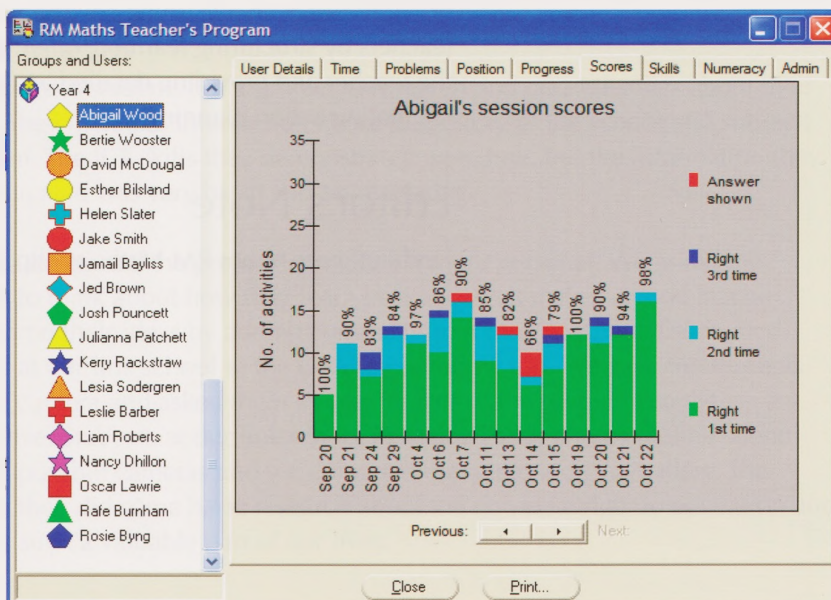 RM Maths Teacher's Program
Groups and Users:
Year 4
Abigail Wood
Bertie Wooster
David McDougal
Esther Bilsland
Helen Slater
Jake Smith
Jamail Bayliss
Jed Brown
Josh Pouncett
Julianna Patchett
Kerry Rackstraw
Lesia Sodergren
Leslie Barber
Liam Roberts
Nancy Dhillon
Oscar Lawrie
Rafe Burnham
Rosie Byng
User Details | Time | Problems | Position | Progress | Scores | Skills | Numeracy | Admin
Abigail's session scores
No. of activities
35
30
25
20
15
10
5
0
100% 90% 83% 84% 97% 86% 90% 85% 82% 66% 79% 100% 90% 94% 98%
Sep 20 Sep 21 Sep 24 Sep 29 Oct 4 Oct 6 Oct 7 Oct 11 Oct 13 Oct 14 Oct 15 Oct 19 Oct 20 Oct 21 Oct 22
Answer
shown
Right
3rd time
Right
2nd time
Right
1st time
Previous: Next:
Close Print...